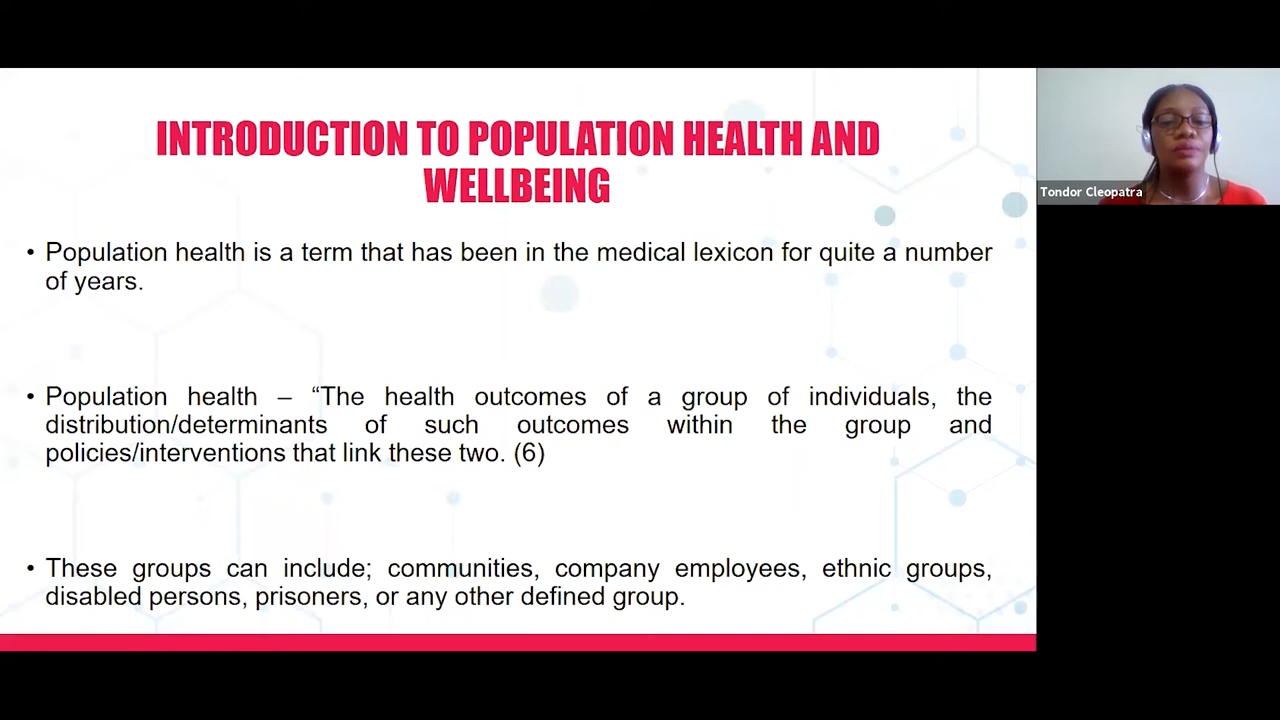 INTRODUCTION TO POPULATION HEALTH AND
WELLBEING
• Population health is a term that has been in the medical lexicon for quite a number
of years.
• Population health – “The health outcomes of a group of individuals, the
distribution/determinants of such outcomes within the group and
policies/interventions that link these two. (6)
• These groups can include; communities, company employees, ethnic groups,
disabled persons, prisoners, or any other defined group.
Tondor Cleopatra